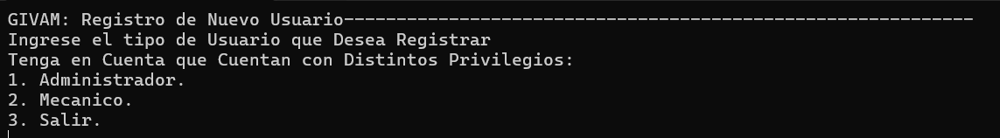 GIVAM: Registro de Nuevo Usuario------------------------------------------------------------
Ingrese el tipo de Usuario que Desea Registrar
Tenga en Cuenta que Cuentan con Distintos Privilegios:
1. Administrador.
2. Mecanico.
3. Salir.